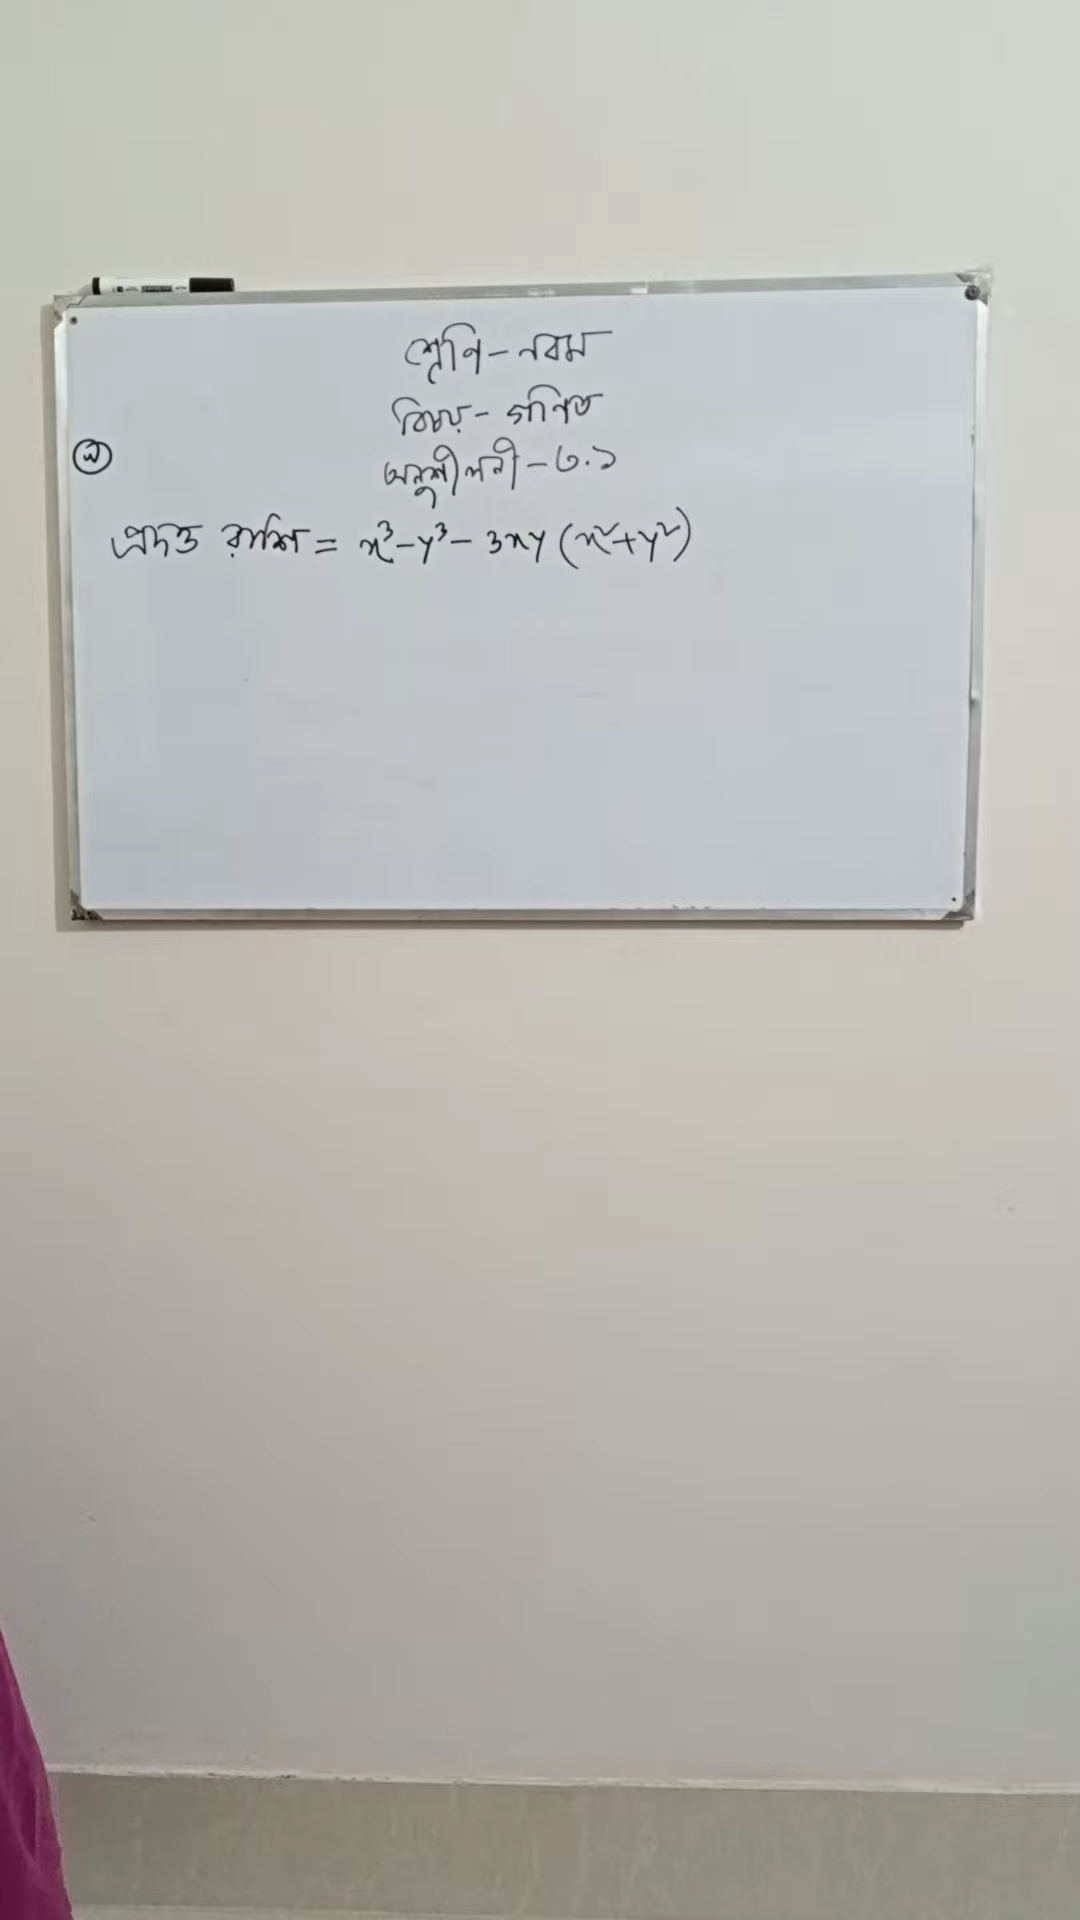 শ্রেণি - নবম
বিষয় - গণিত
অনুশীলনী - ৩.১
প্রদত্ত রাশি = x³-y³-3xy (x²+y²)